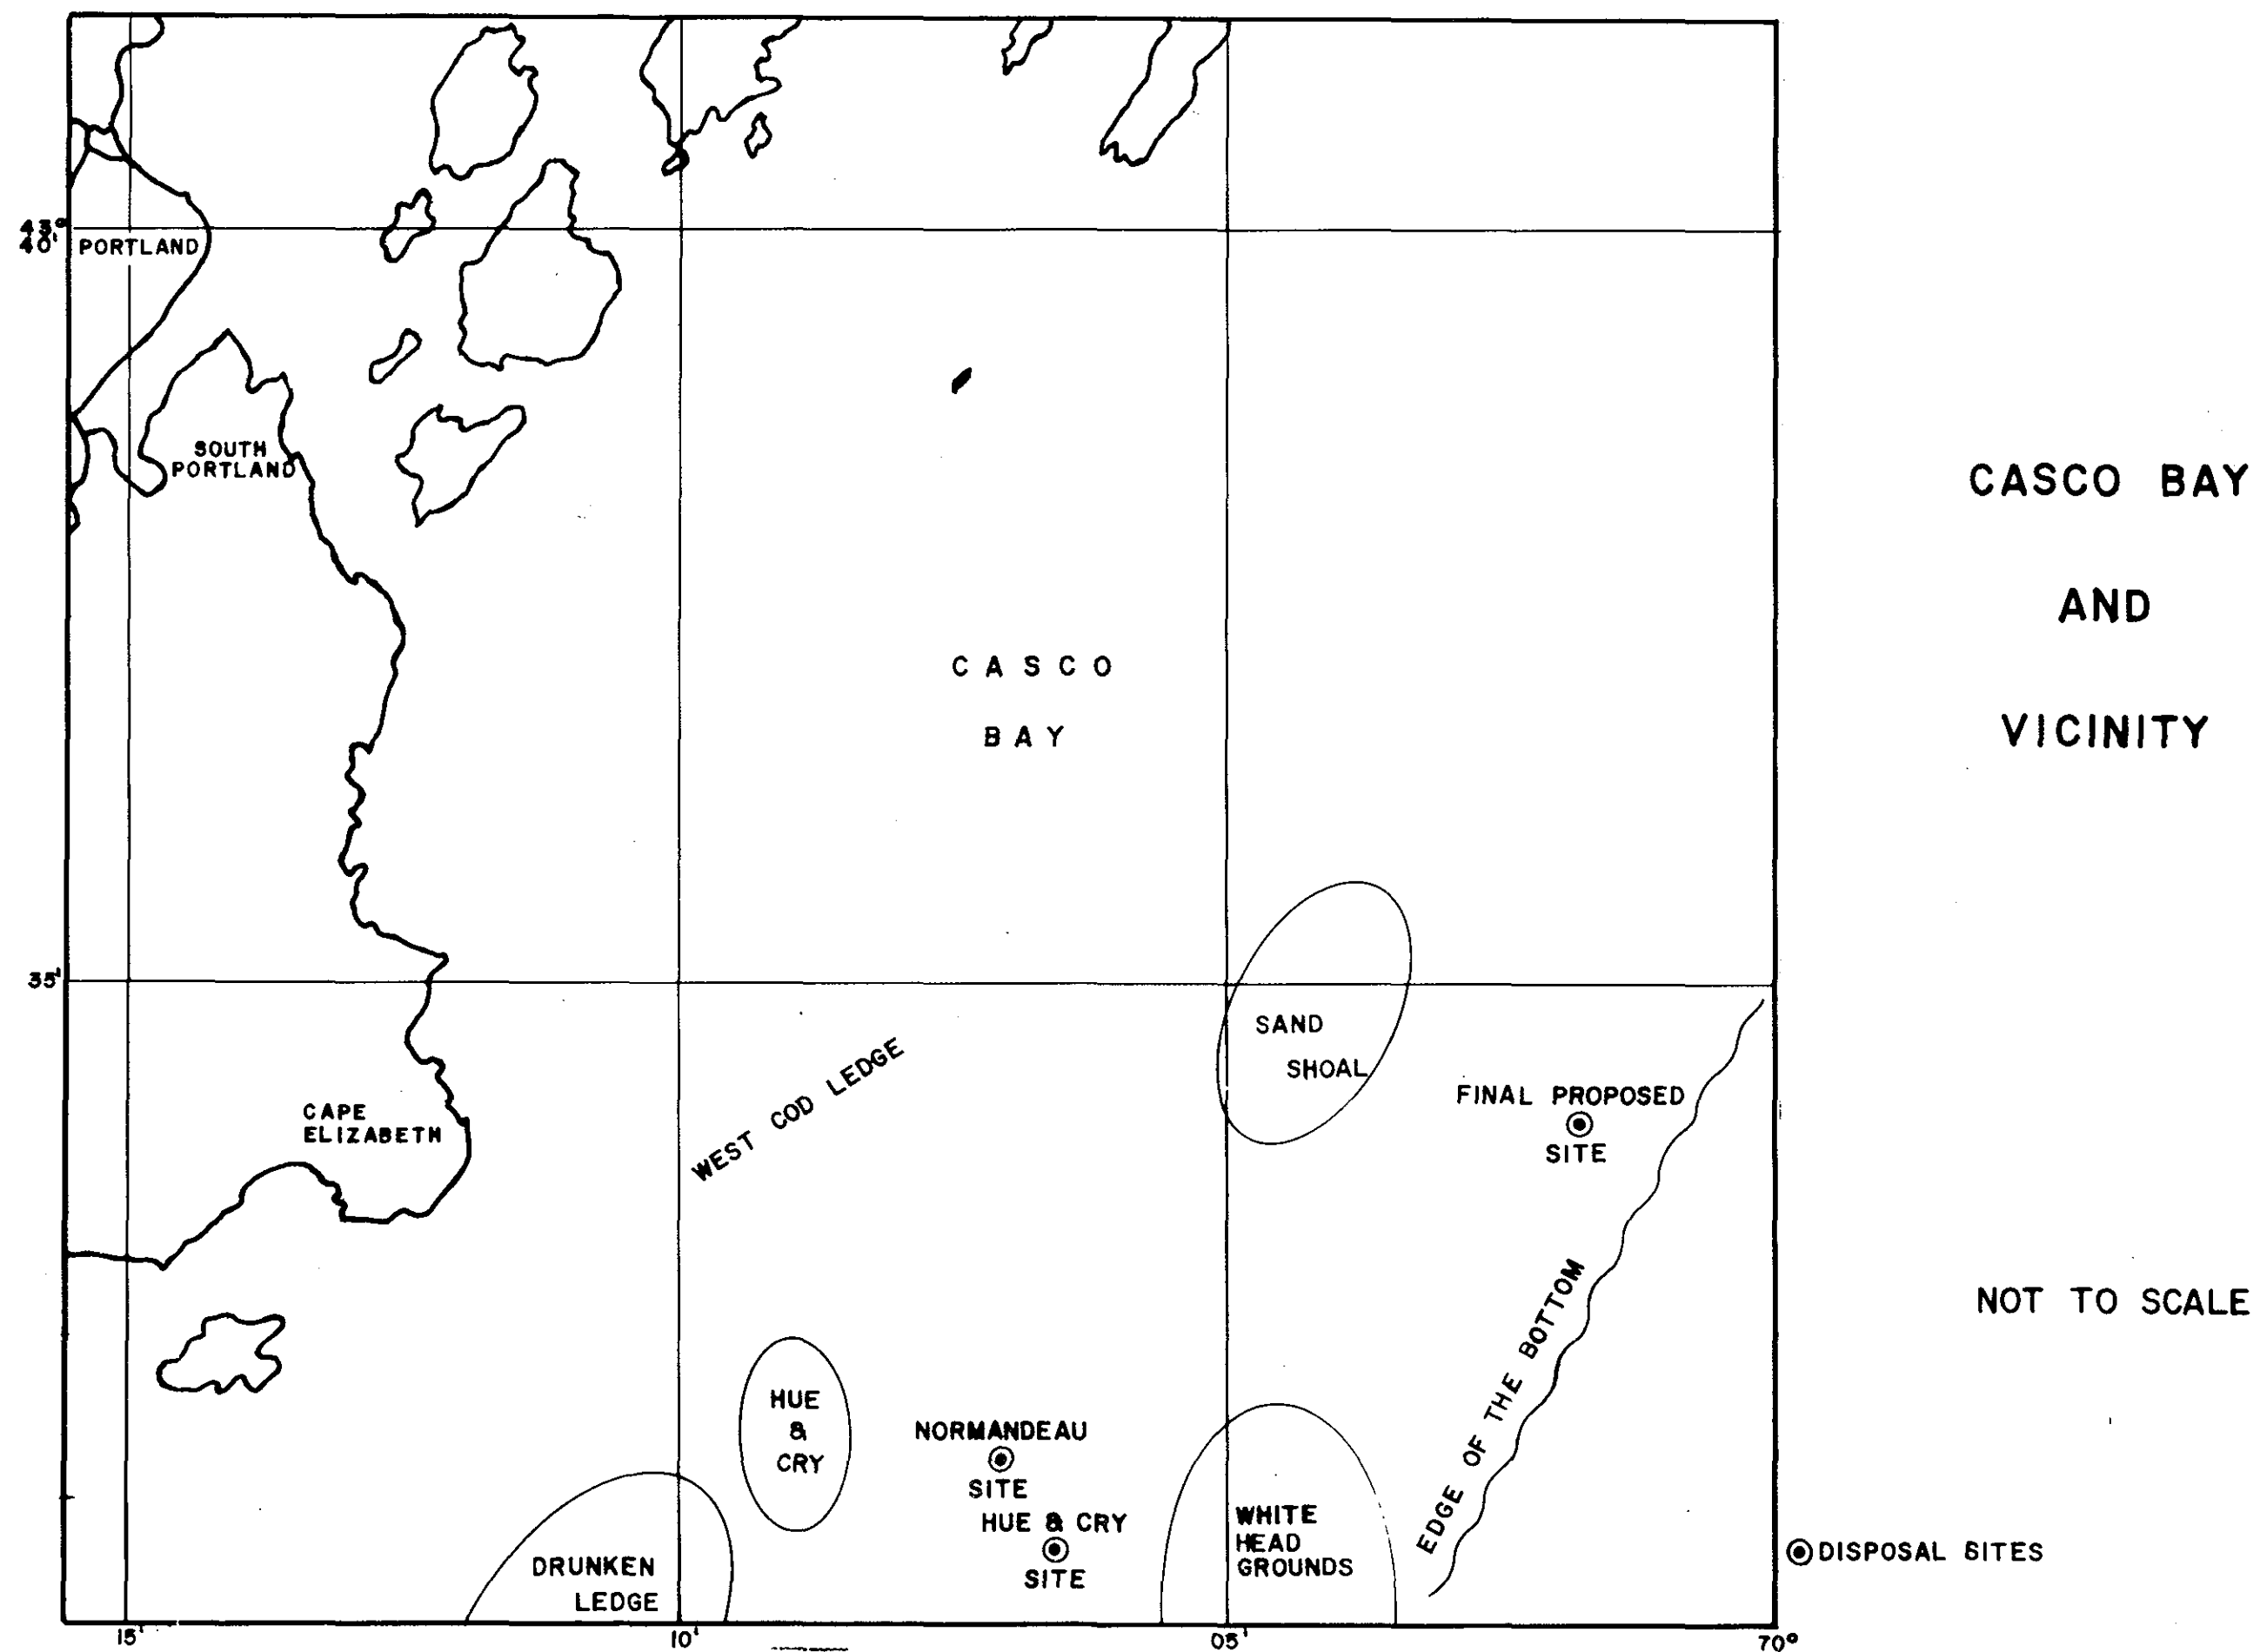 43°
40'
PORTLAND
SOUTH
PORTLAND
CASCO BAY
AND
VICINITY
CASCO
BAY
35'
SAND
SHOAL
WEST COD LEDGE
FINAL PROPOSED
SITE
CAPE
ELIZABETH
EDGE OF THE BOTTOM
NOT TO SCALE
HUE
&
CRY
NORMANDEAU
SITE
HUE & CRY
SITE
WHITE
HEAD
GROUNDS
DRUNKEN
LEDGE
DISPOSAL SITES
15'
10'
05'
70°